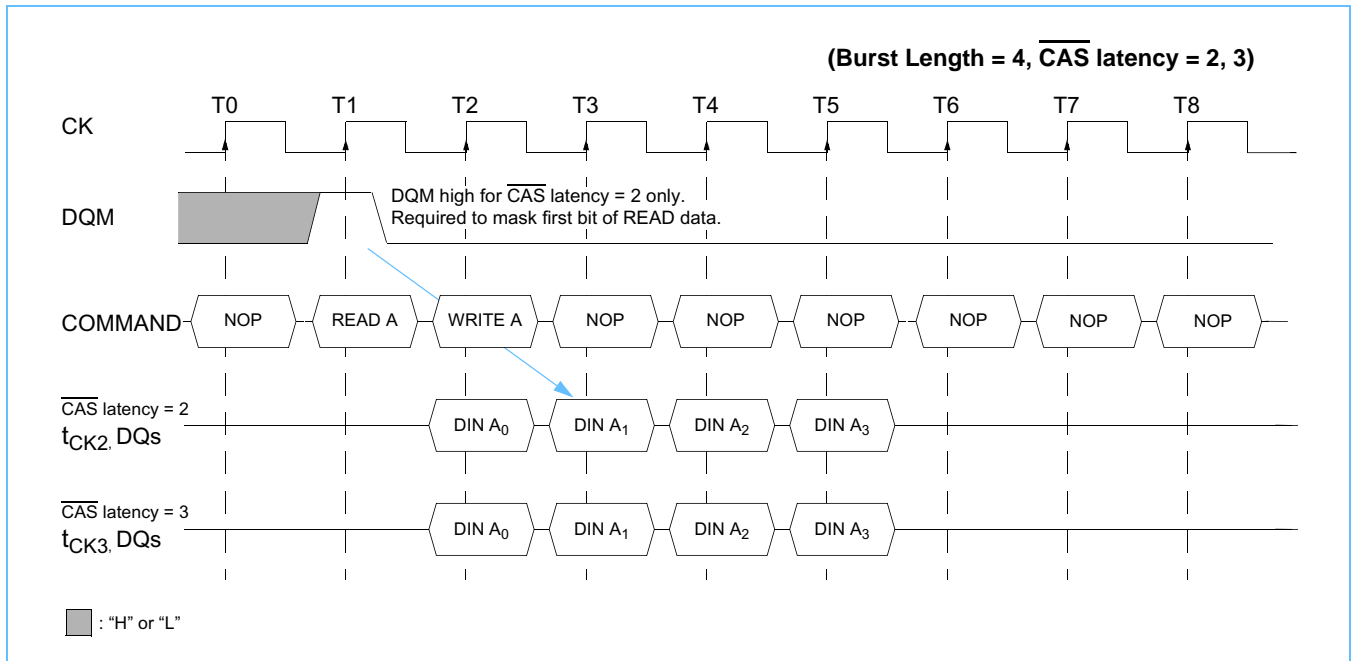 (Burst Length = 4, CAS latency = 2, 3)
T0 T1 T2 T3 T4 T5 T6 T7 T8
CK
DQM high for CAS latency = 2 only.
DQM
Required to mask first bit of READ data.
COMMAND NOP READ A WRITE A NOP NOP NOP NOP NOP NOP
CAS latency = 2
tCK2, DQs DIN A0 DIN A1 DIN A2 DIN A3
CAS latency = 3
tCK3, DQs DIN A0 DIN A1 DIN A2 DIN A3
: “H” or “L”